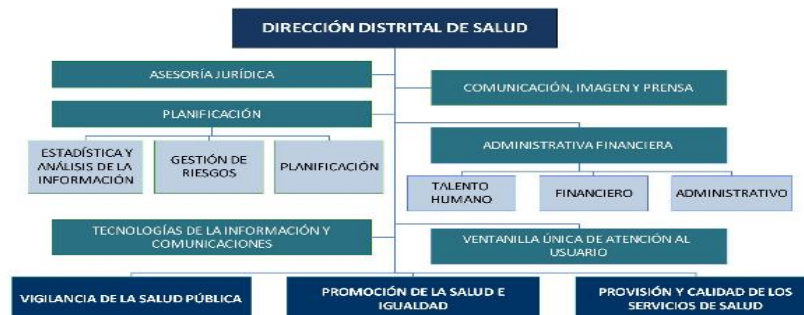 DIRECCIÓN DISTRITAL DE SALUD
ASESORÍA JURÍDICA
COMUNICACIÓN, IMAGEN Y PRENSA
PLANIFICACIÓN
ESTADÍSTICA Y
ANÁLISIS DE LA
INFORMACIÓN
GESTIÓN DE
RIESGOS
PLANIFICACIÓN
ADMINISTRATIVA FINANCIERA
TALENTO
HUMANO
FINANCIERO
ADMINISTRATIVO
TECNOLOGÍAS DE LA INFORMACIÓN Y
COMUNICACIONES
VENTANILLA ÚNICA DE ATENCIÓN AL
USUARIO
VIGILANCIA DE LA SALUD PÚBLICA
PROMOCIÓN DE LA SALUD E
IGUALDAD
PROVISIÓN Y CALIDAD DE LOS
SERVICIOS DE SALUD